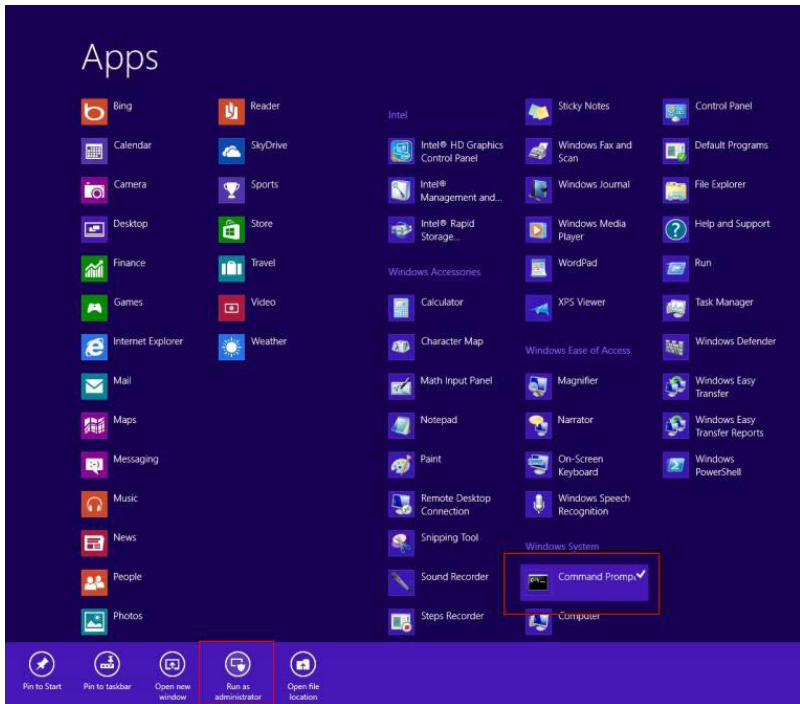 Apps
Bing
Calendar
Camera
Desktop
Finance
Games
Internet Explorer
Mail
Maps
Messaging
Music
News
People
Photos
Reader
SkyDrive
Sports
Store
Travel
Video
Weather
Intel
Intel® HD Graphics
Control Panel
Intel®
Management and...
Intel® Rapid
Storage...
Windows Accessories
Calculator
Character Map
Math Input Panel
Notepad
Paint
Remote Desktop
Connection
Snipping Tool
Sound Recorder
Steps Recorder
Sticky Notes
Windows Fax and
Scan
Windows Journal
Windows Media
Player
WordPad
XPS Viewer
Windows Ease of Access
Magnifier
Narrator
On-Screen
Keyboard
Windows Speech
Recognition
Windows System
Command Promp
Computer
Control Panel
Default Programs
File Explorer
Help and Support
Run
Task Manager
Windows Defender
Windows Easy
Transfer
Windows Easy
Transfer Reports
Windows
PowerShell
Pin to Start
Pin to taskbar
Open new
window
Run as
administrator
Open file
location